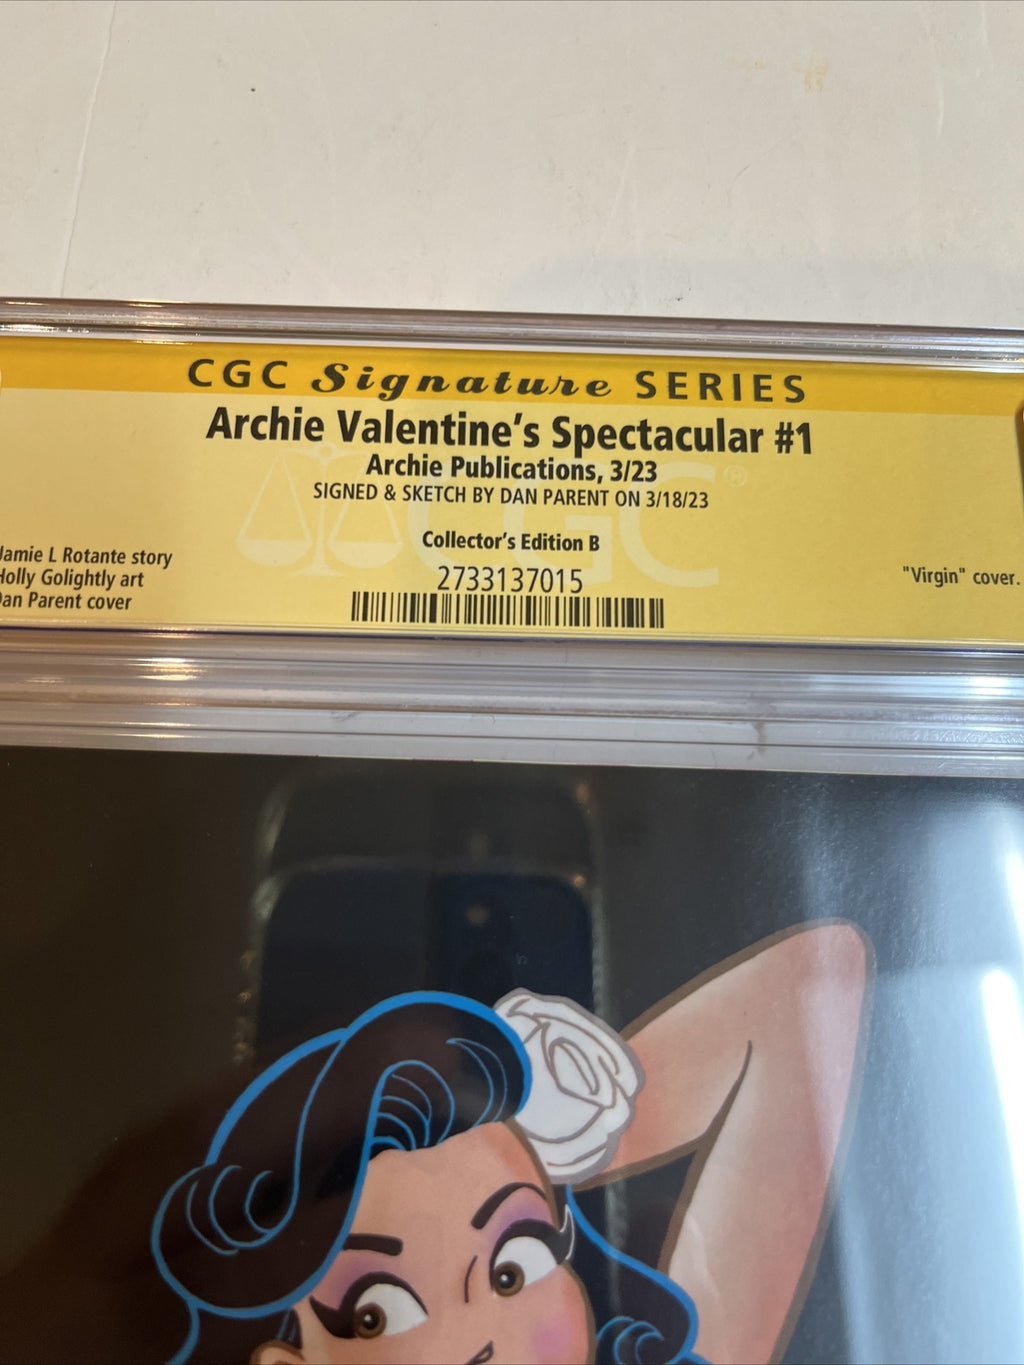 CGC Signature SERIES
Archie Valentine's Spectacular #1
Archie Publications, 3/23
SIGNED & SKETCH BY DAN PARENT ON 3/18/23
Collector's Edition B
2733137015
Jamie L Rotante story
Holly Golightly art
Dan Parent cover
"Virgin" cover.
CGC®